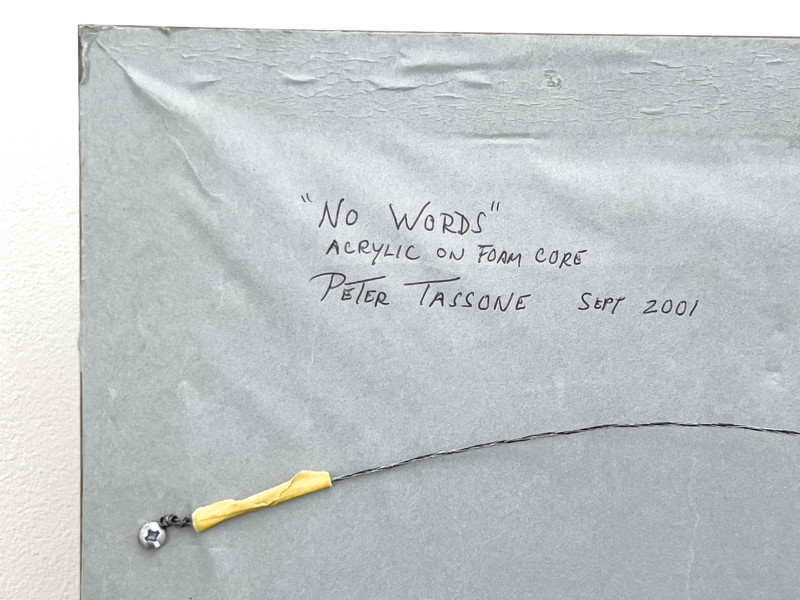 "NO WORDS"
ACRYLIC ON FOAM CORE
PETER TASSONE SEPT 2001